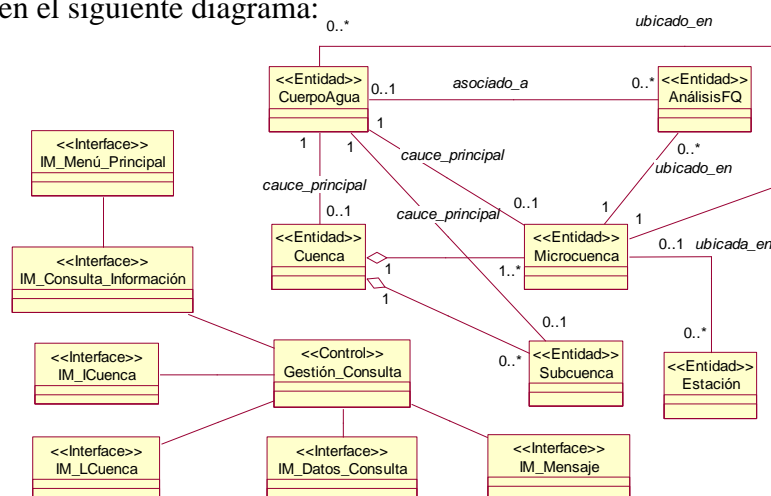 en el siguiente diagrama:
0..*
ubicado_en
<<Entidad>>
CuerpoAgua
0..1
asociado_a
0..*
<<Entidad>>
AnálisisFQ
1
1
1
cauce_principal
0..*
ubicado_en
<<Interface>>
IM_Menú_Principal
cauce_principal
0..1
cauce_principal
0..1
1
1
<<Entidad>>
Cuenca
1
1..*
<<Entidad>>
Microcuenca
0..1
ubicada_en
<<Interface>>
IM_Consulta_Información
1
0..1
0..*
0..*
<<Interface>>
IM_ICuenca
<<Control>>
Gestión_Consulta
<<Entidad>>
Subcuenca
<<Entidad>>
Estación
<<Interface>>
IM_LCuenca
<<Interface>>
IM_Datos_Consulta
<<Interface>>
IM_Mensaje